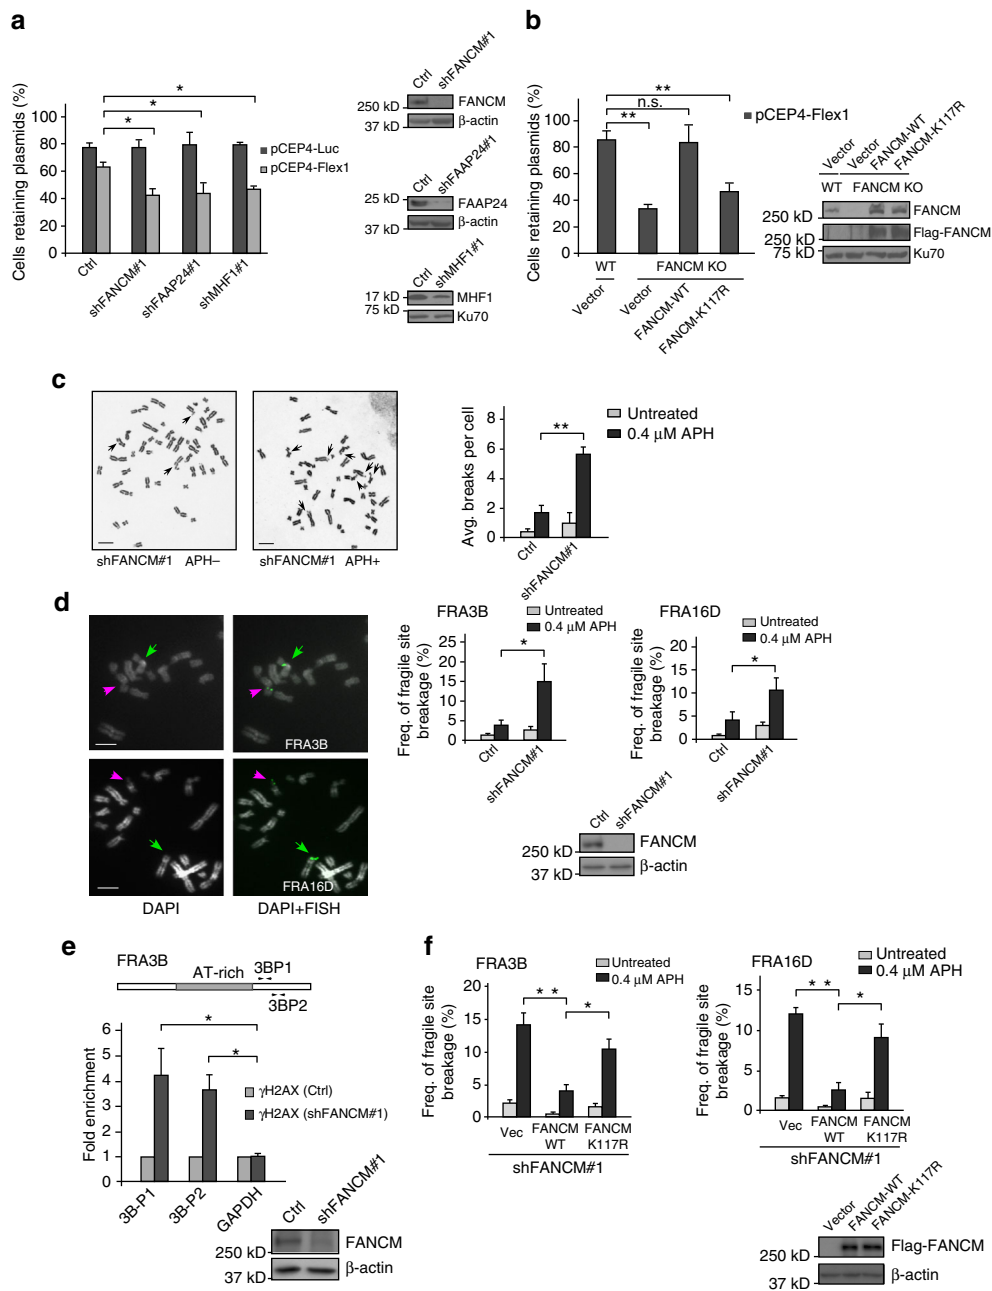 a
Cells retaining plasmids (%)
100
80
60
40
20
0
*
*
*
pCEP4-Luc
pCEP4-Flex1
Ctrl
shFANCM#1
shFAAP24#1
shMHF1#1
Ctrl
shFANCM#1
250 kD
FANCM
37 kD
β-actin
Ctrl
shFAAP24#1
25 kD
FAAP24
37 kD
β-actin
Ctrl
shMHF1#1
17 kD
MHF1
75 kD
Ku70
b
Cells retaining plasmids (%)
100
80
60
40
20
0
**
n.s.
**
pCEP4-Flex1
WT
FANCM KO
Vector
Vector
FANCM-WT
FANCM-K117R
Vector
Vector
FANCM-WT
FANCM-K117R
WT
FANCM KO
250 kD
FANCM
250 kD
Flag-FANCM
75 kD
Ku70
c
shFANCM#1 APH–
shFANCM#1 APH+
Avg. breaks per cell
8
6
4
2
0
**
Untreated
0.4 μM APH
Ctrl
shFANCM#1
d
FRA3B
FRA16D
DAPI
DAPI+FISH
FRA3B
Untreated
0.4 μM APH
Freq. of fragile site
breakage (%)
25
20
15
10
5
0
*
Ctrl
shFANCM#1
FRA16D
Untreated
0.4 μM APH
Freq. of fragile site
breakage (%)
20
15
10
5
0
*
Ctrl
shFANCM#1
Ctrl
shFANCM#1
250 kD
FANCM
37 kD
β-actin
e
FRA3B
AT-rich
3BP1
3BP2
Fold enrichment
6
5
4
3
2
1
0
*
*
γH2AX (Ctrl)
γH2AX (shFANCM#1)
3B-P1
3B-P2
GAPDH
Ctrl
shFANCM#1
250 kD
FANCM
37 kD
β-actin
f
FRA3B
Untreated
0.4 μM APH
Freq. of fragile site
breakage (%)
20
15
10
5
0
* *
*
Vec
FANCM
WT
FANCM
K117R
shFANCM#1
FRA16D
Untreated
0.4 μM APH
Freq. of fragile site
breakage (%)
15
10
5
0
* *
*
Vec
FANCM
WT
FANCM
K117R
shFANCM#1
Vector
FANCM-WT
FANCM-K117R
250 kD
Flag-FANCM
37 kD
β-actin